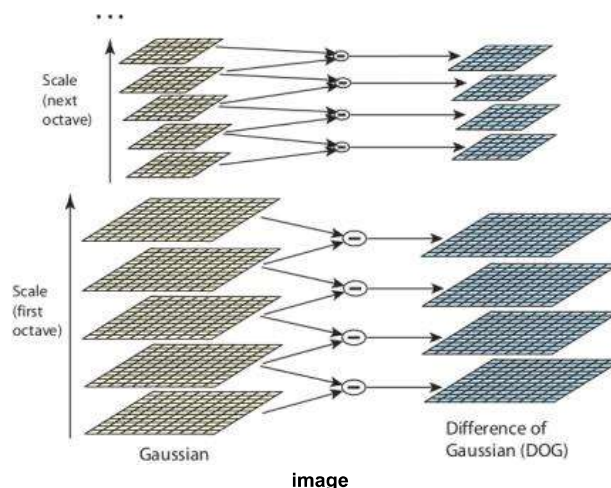 ...
Scale
(next
octave)
Scale
(first
octave)
Gaussian
Difference of
Gaussian (DOG)
image